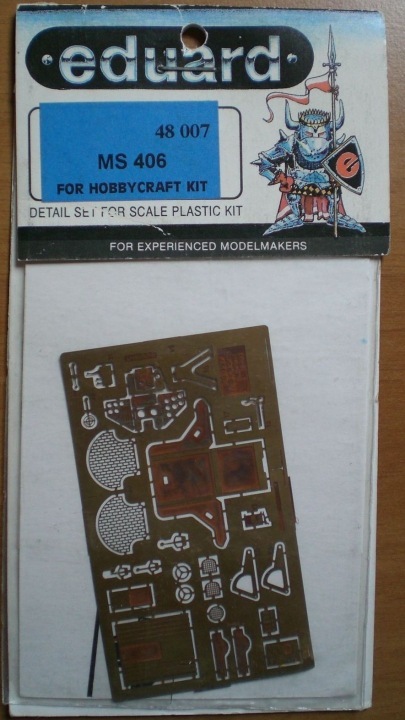 eduard
48 007
MS 406
FOR HOBBYCRAFT KIT
e
DETAIL SET FOR SCALE PLASTIC KIT
FOR EXPERIENCED MODELMAKERS